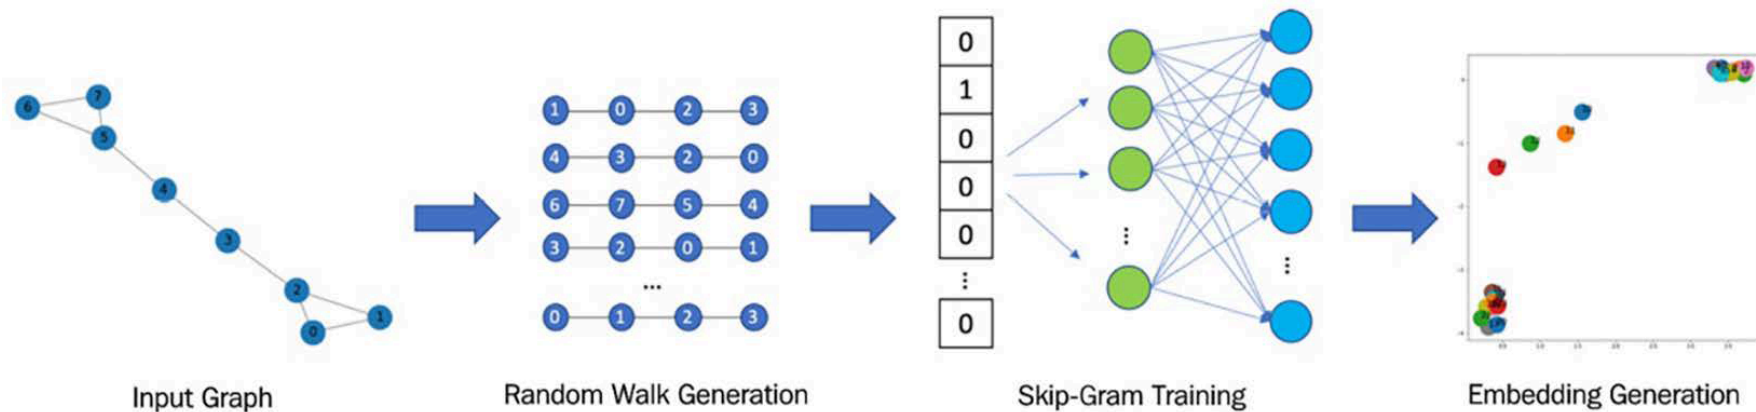 6 7
5
4
3
2
0 1
1 0 2 3
4 3 2 0
6 7 5 4
3 2 0 1
...
0 1 2 3
0
1
0
0
0
⋮
0
⋮
⋮
Input Graph
Random Walk Generation
Skip-Gram Training
Embedding Generation